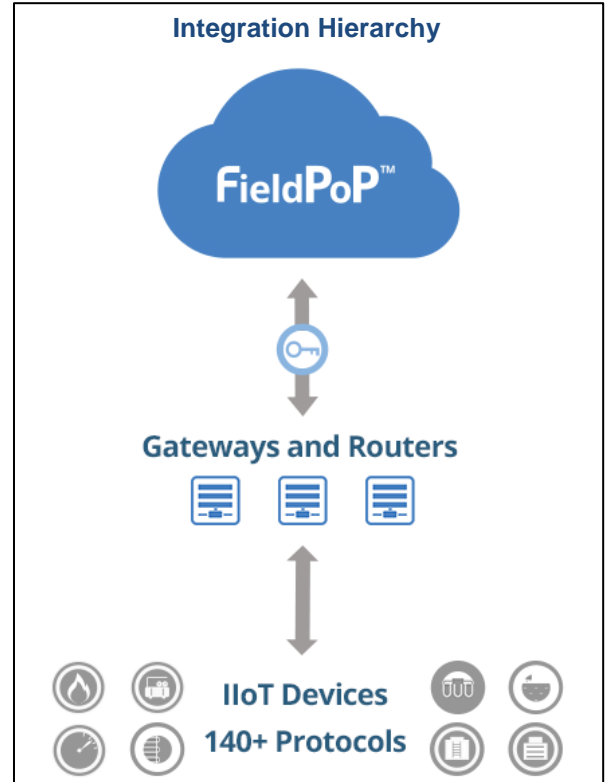 Integration Hierarchy
FieldPoP™
Gateways and Routers
IIoT Devices
140+ Protocols